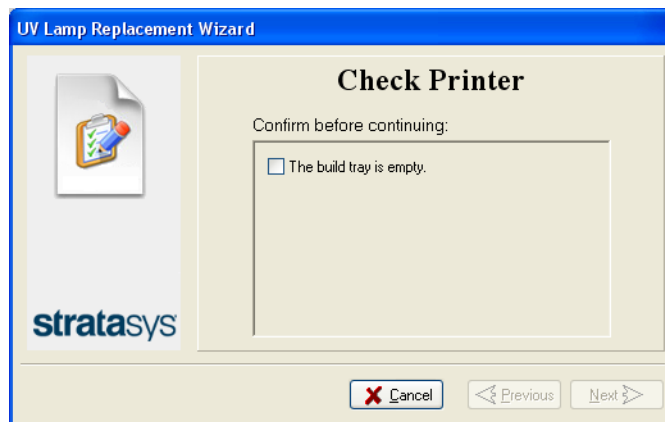 UV Lamp Replacement Wizard
Check Printer
Confirm before continuing:
The build tray is empty.
stratasys
Cancel
Previous
Next